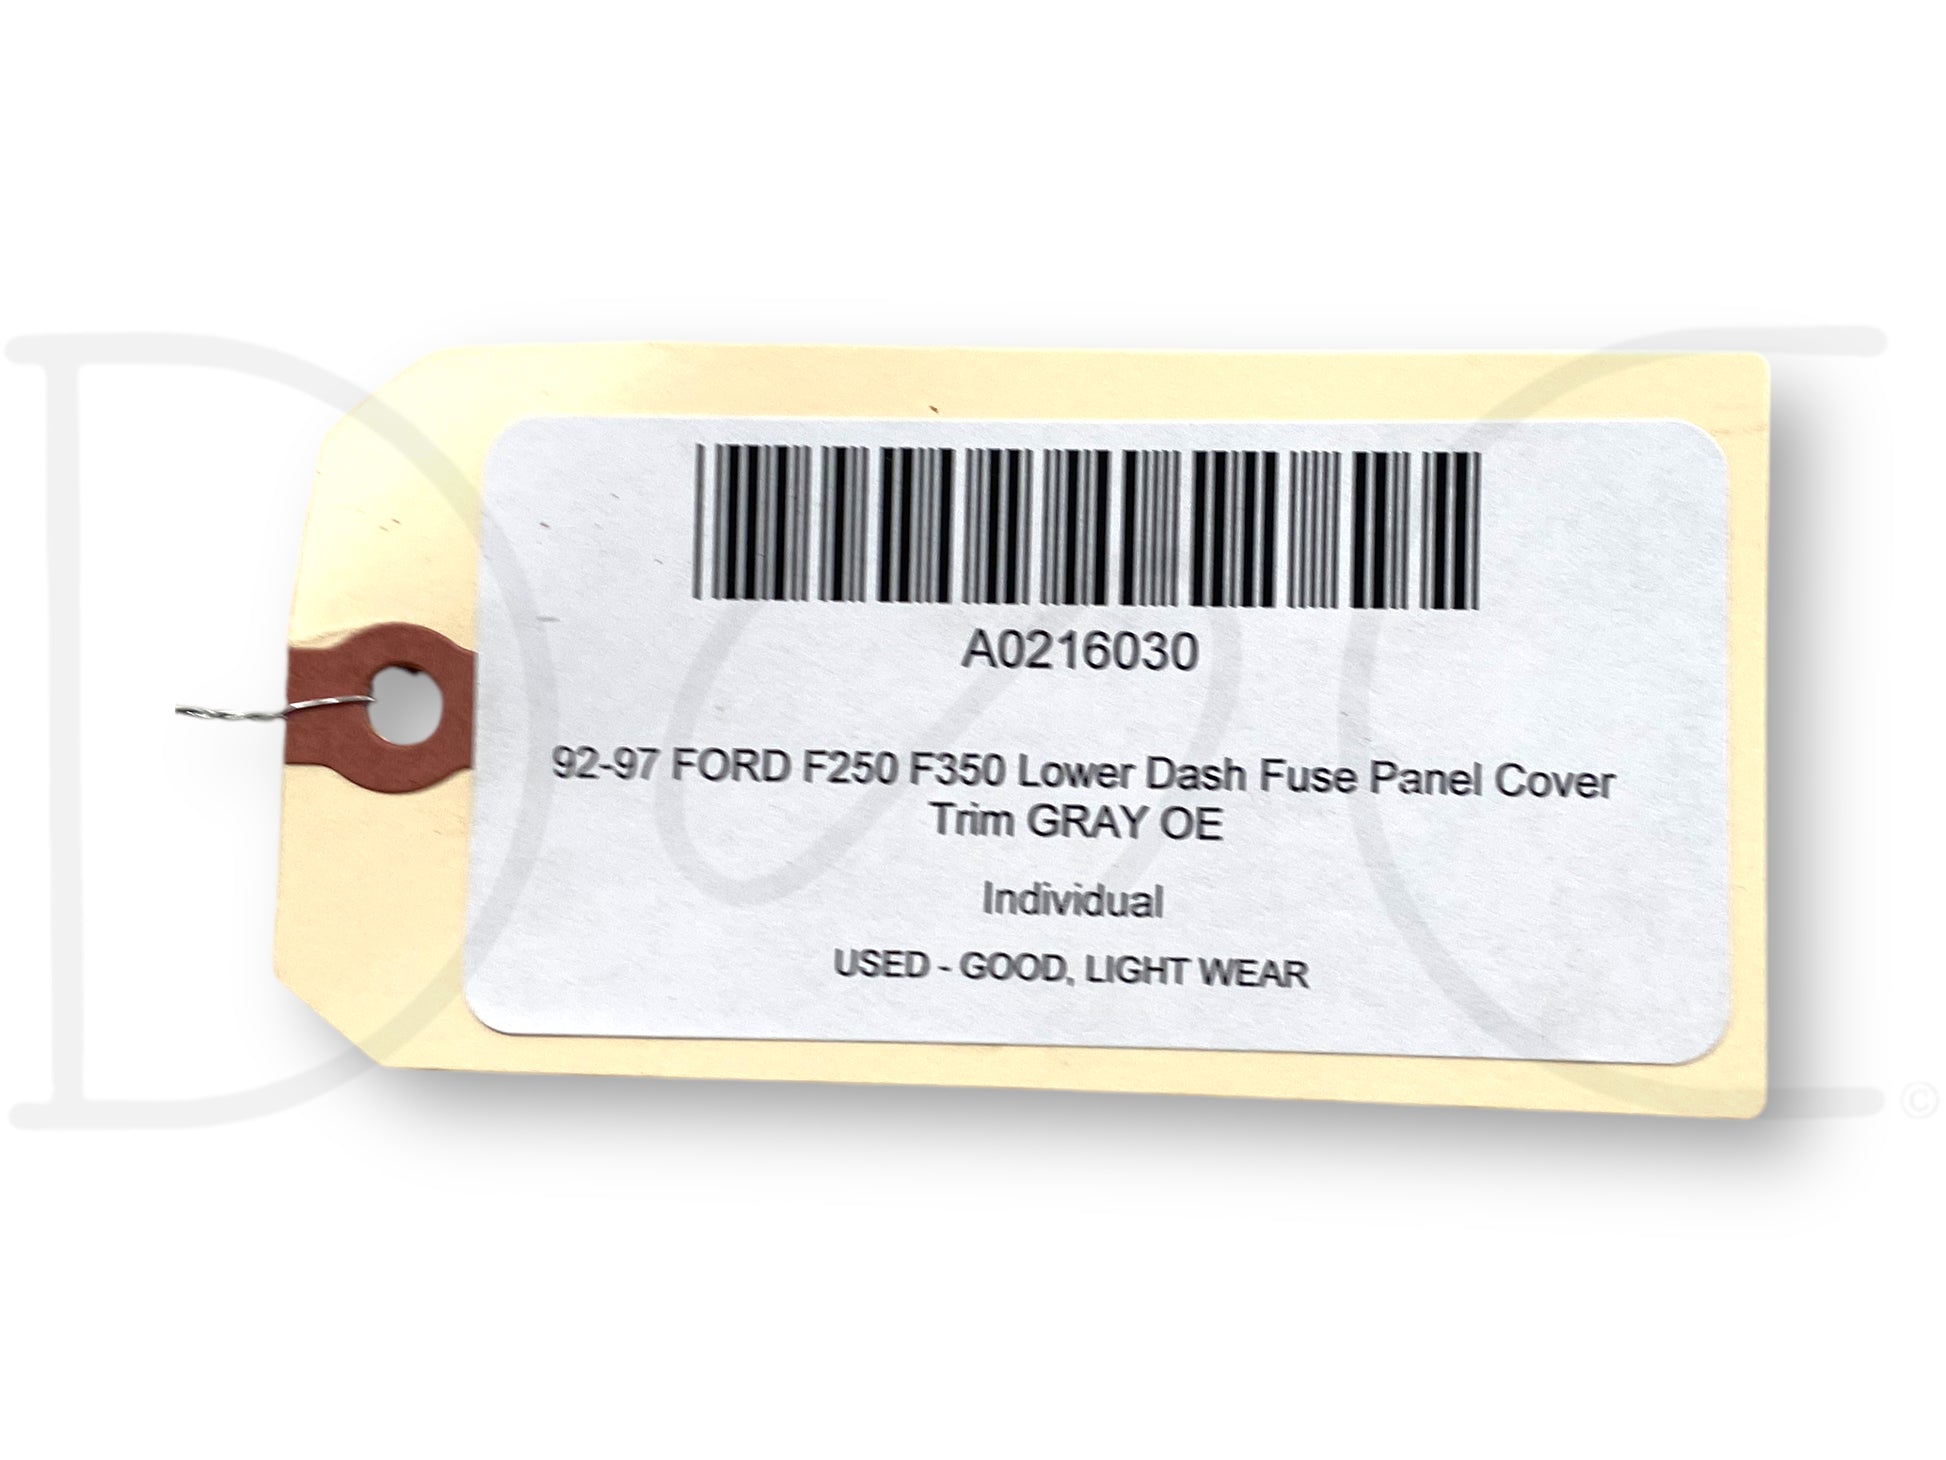 A0216030
92-97 FORD F250 F350 Lower Dash Fuse Panel Cover
Trim GRAY OE
Individual
USED - GOOD, LIGHT WEAR
©